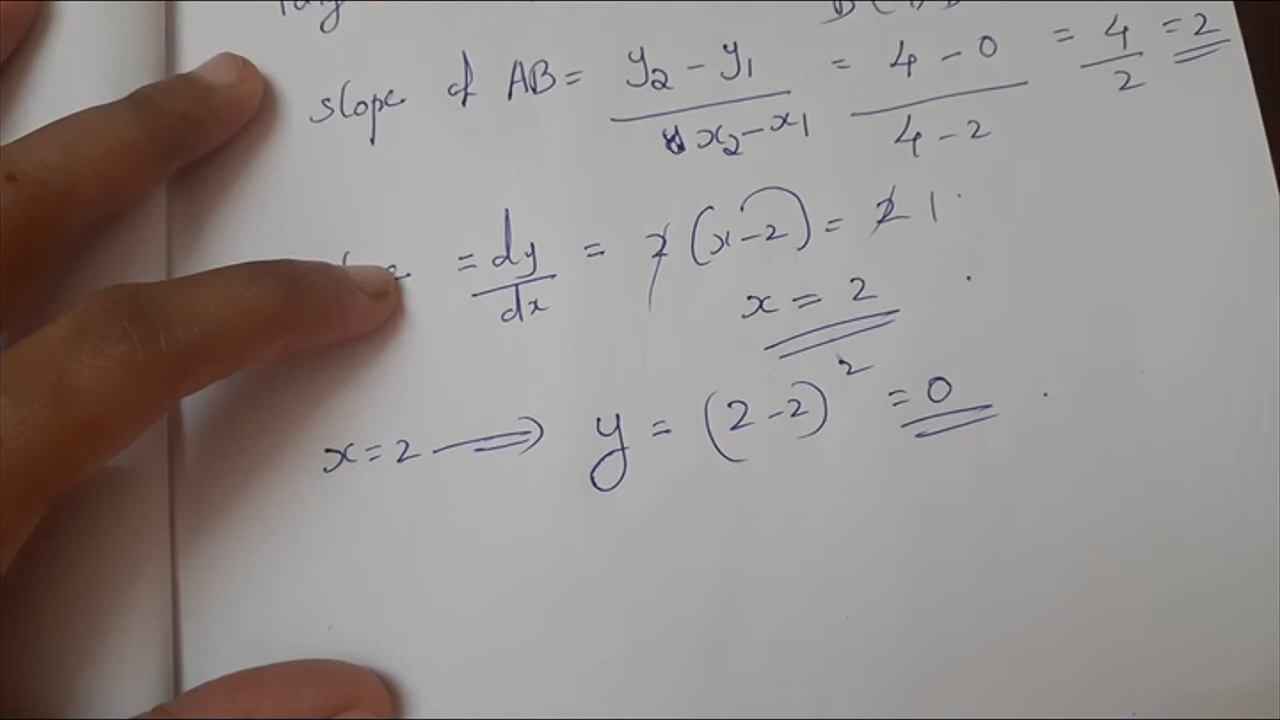 slope of AB = y₂ - y₁ / x₂ - x₁ = 4 - 0 / 4 - 2 = 4 / 2 = 2
= dy / dx = 2 (x - 2) = 2 1
x = 2
x = 2 ⟹ y = (2 - 2)² = 0